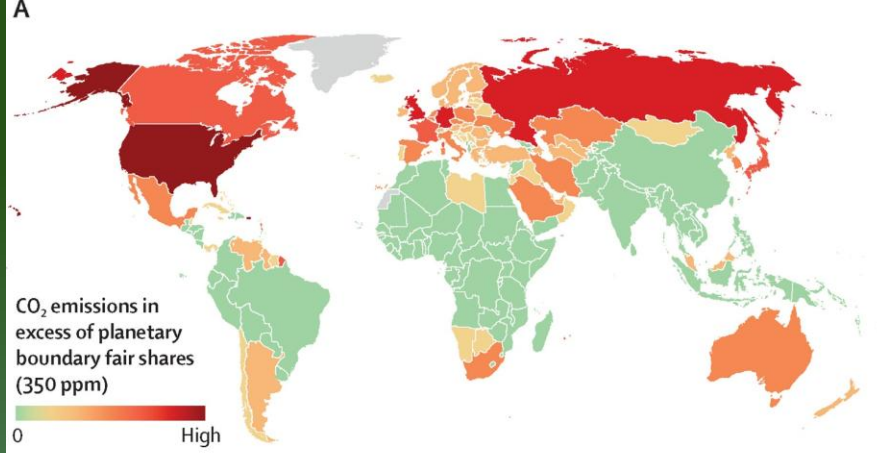 A
CO₂ emissions in
excess of planetary
boundary fair shares
(350 ppm)
0 High